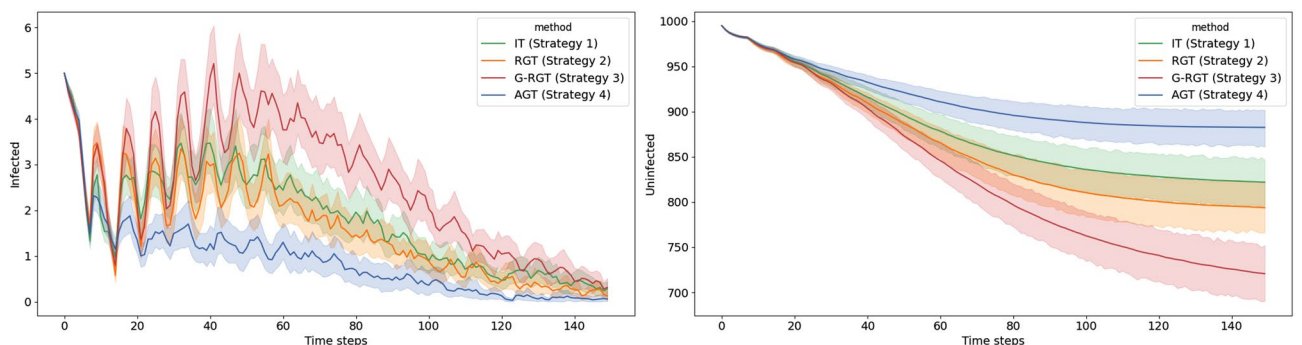 6
5
4
3
2
1
0
Infected
0 20 40 60 80 100 120 140
Time steps
method
IT (Strategy 1)
RGT (Strategy 2)
G-RGT (Strategy 3)
AGT (Strategy 4)
1000
950
900
850
800
750
700
Uninfected
0 20 40 60 80 100 120 140
Time steps
method
IT (Strategy 1)
RGT (Strategy 2)
G-RGT (Strategy 3)
AGT (Strategy 4)